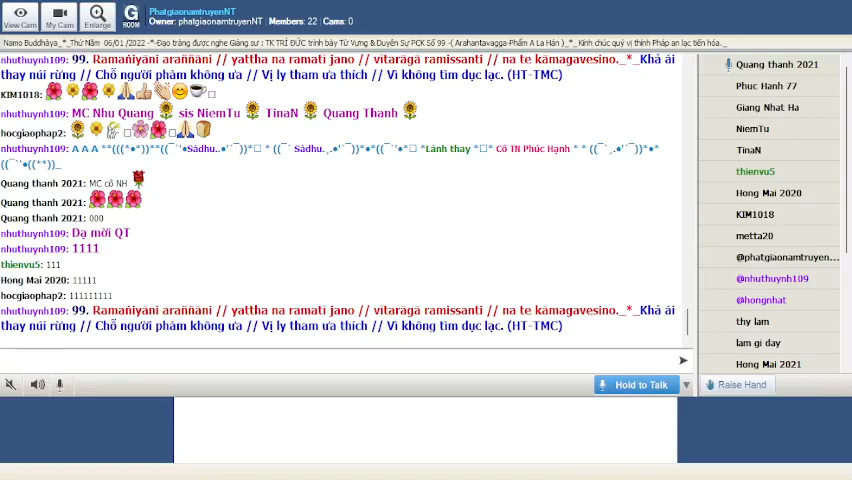 View Cam
My Cam
Enlarge
G
ROOM
PhatgiaonamtruyenNT
Owner: phatgiaonamtruyenNT Members: 22 | Cams: 0
Namo Buddhàya_*_Thứ Năm 06/01 /2022 -*-Đạo tràng được nghe Giảng sư : TK TRÍ ĐỨC trình bày Từ Vựng & Duyên Sự PCK Số 99 -( Arahantavagga-Phẩm A La Hán )_*_ Kính chúc quý vị thính Pháp an lạc tiến hóa._
nhuthuynh109: 99. Ramaṇīyāni araññāni // yattha na ramatī jano // vītarāgā ramissanti // na te kāmagavesino._*_Khả ái
thay núi rừng // Chỗ người phàm không ưa // Vị ly tham ưa thích // Vì không tìm dục lạc. (HT-TMC)
KIM1018:
nhuthuynh109: MC Nhu Quang sis NiemTu TinaN Quang Thanh
hocgiaophap2:
nhuthuynh109: A A A **(((*•*))**((¯`'•Sàdhu..•'´¯))*□ * ((¯` Sàdhu.¸.•'´¯))*•*((¯`'•*□ *Lành thay *□* Cô TN Phúc Hạnh * * ((¯` ¸.•'´¯))*•*
((¯`'•((**))_
Quang thanh 2021: MC cô NH
Quang thanh 2021:
Quang thanh 2021: 000
nhuthuynh109: Dạ mời QT
nhuthuynh109: 1111
thienvu5: 111
Hong Mai 2020: 11111
hocgiaophap2: 111111111
nhuthuynh109: 99. Ramaṇīyāni araññāni // yattha na ramatī jano // vītarāgā ramissanti // na te kāmagavesino._*_Khả ái
thay núi rừng // Chỗ người phàm không ưa // Vị ly tham ưa thích // Vì không tìm dục lạc. (HT-TMC)
Hold to Talk
Quang thanh 2021
Phuc Hanh 77
Giang Nhat Ha
NiemTu
TinaN
thienvu5
Hong Mai 2020
KIM1018
metta20
@phatgiaonamtruyen...
@nhuthuynh109
@hongnhat
thy lam
lam gi day
Hong Mai 2021
Raise Hand